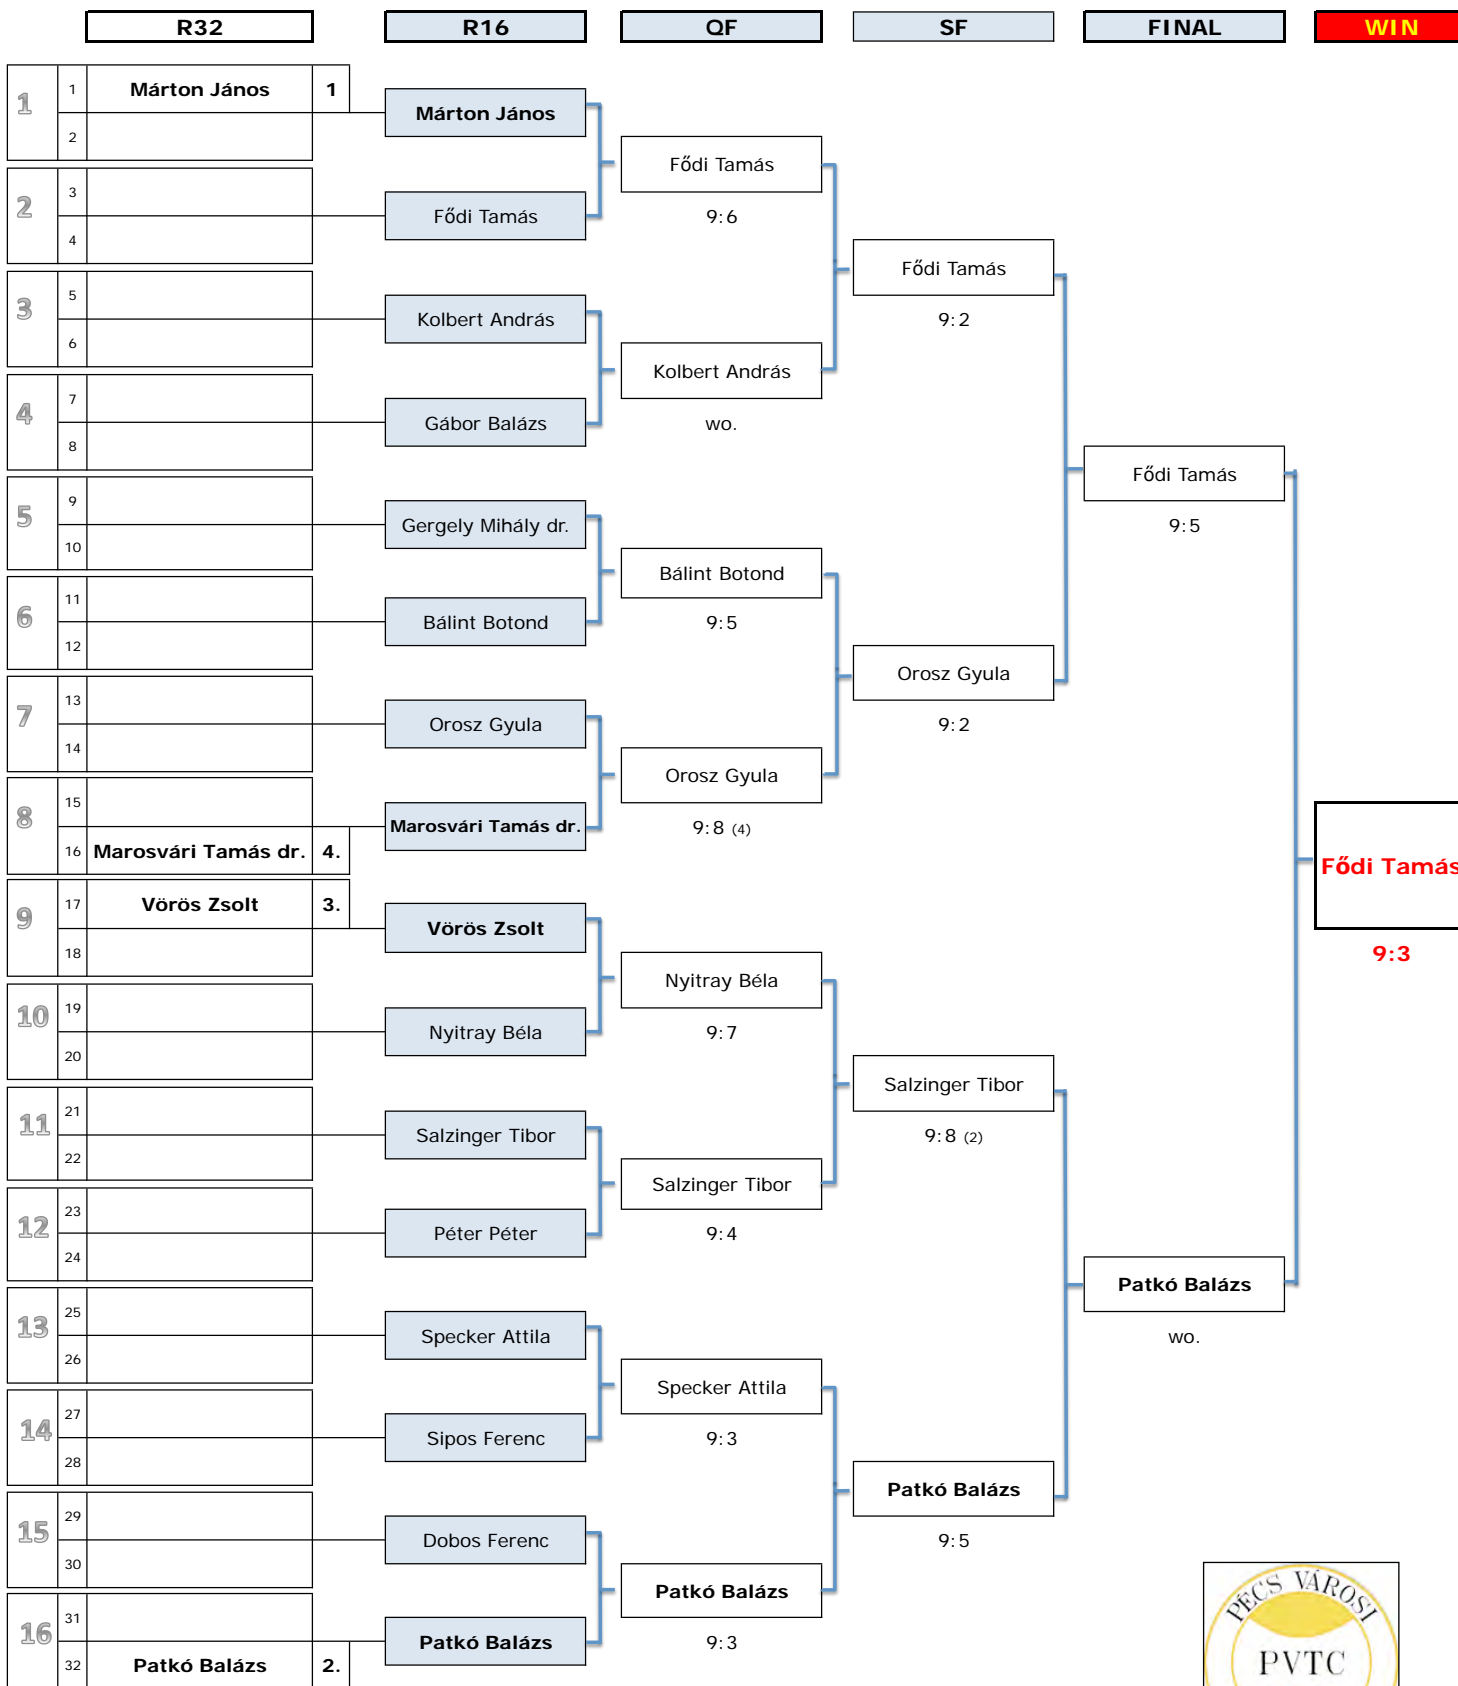 R32 R16 QF SF FINAL WIN
1 1 Márton János 1
Márton János
2
Fődi Tamás
2 3
Fődi Tamás 9:6
4
Fődi Tamás
3 5
Kolbert András 9:2
6
Kolbert András
4 7
Gábor Balázs wo.
8
Fődi Tamás
5 9
Gergely Mihály dr. 9:5
10
Bálint Botond
6 11
Bálint Botond 9:5
12
Orosz Gyula
7 13
Orosz Gyula 9:2
14
Orosz Gyula
8 15
Marosvári Tamás dr. 9:8 (4)
16 Marosvári Tamás dr. 4.
Fődi Tamás
9 17 Vörös Zsolt 3.
Vörös Zsolt
18 9:3
Nyitray Béla
10 19
Nyitray Béla 9:7
20
Salzinger Tibor
11 21
Salzinger Tibor 9:8 (2)
22
Salzinger Tibor
12 23
Péter Péter 9:4
24
Patkó Balázs
13 25
Specker Attila wo.
26
Specker Attila
14 27
Sipos Ferenc 9:3
28
Patkó Balázs
15 29
Dobos Ferenc 9:5
30
Patkó Balázs
16 31
Patkó Balázs 9:3
32 Patkó Balázs 2.
PÉCS VÁROSI
PVTC